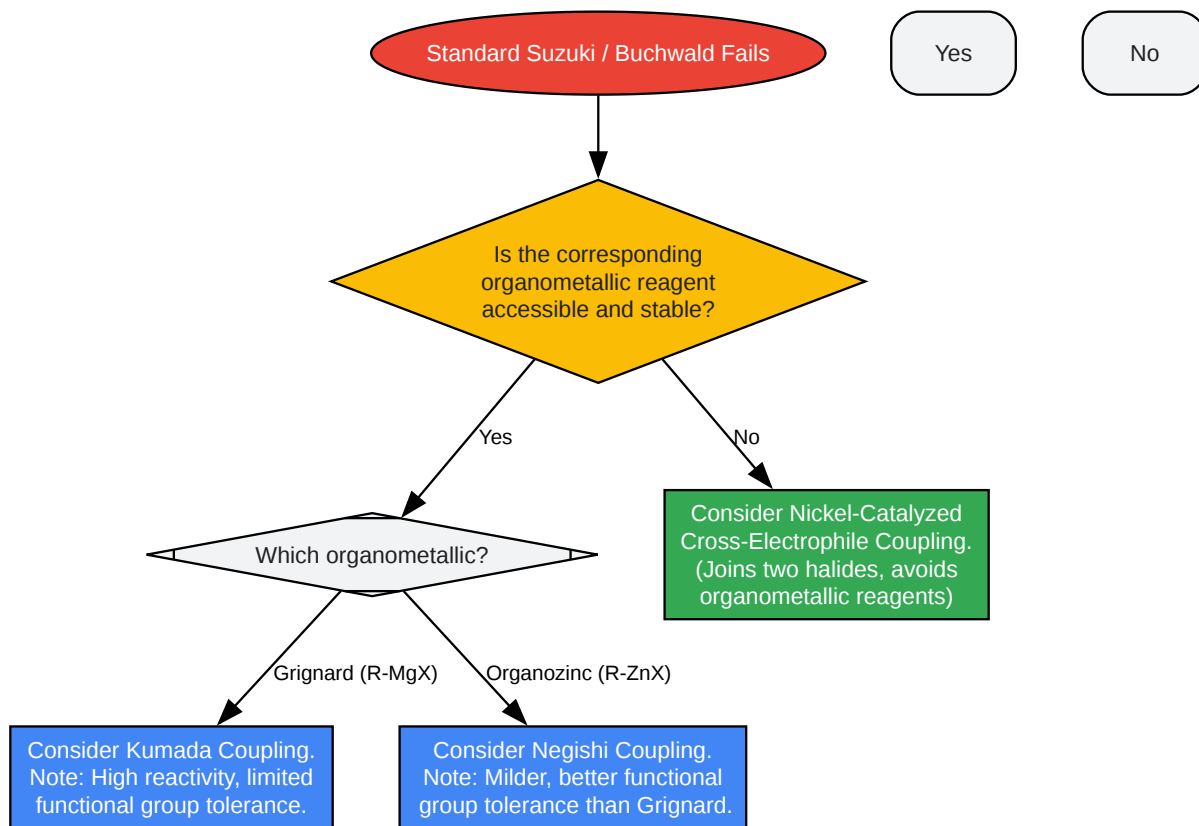 Standard Suzuki / Buchwald Fails
Yes
No
Is the corresponding
organometallic reagent
accessible and stable?
Yes
No
Which organometallic?
Consider Nickel-Catalyzed
Cross-Electrophile Coupling.
(Joins two halides, avoids
organometallic reagents)
Grignard (R-MgX)
Organozinc (R-ZnX)
Consider Kumada Coupling.
Note: High reactivity, limited
functional group tolerance.
Consider Negishi Coupling.
Note: Milder, better functional
group tolerance than Grignard.